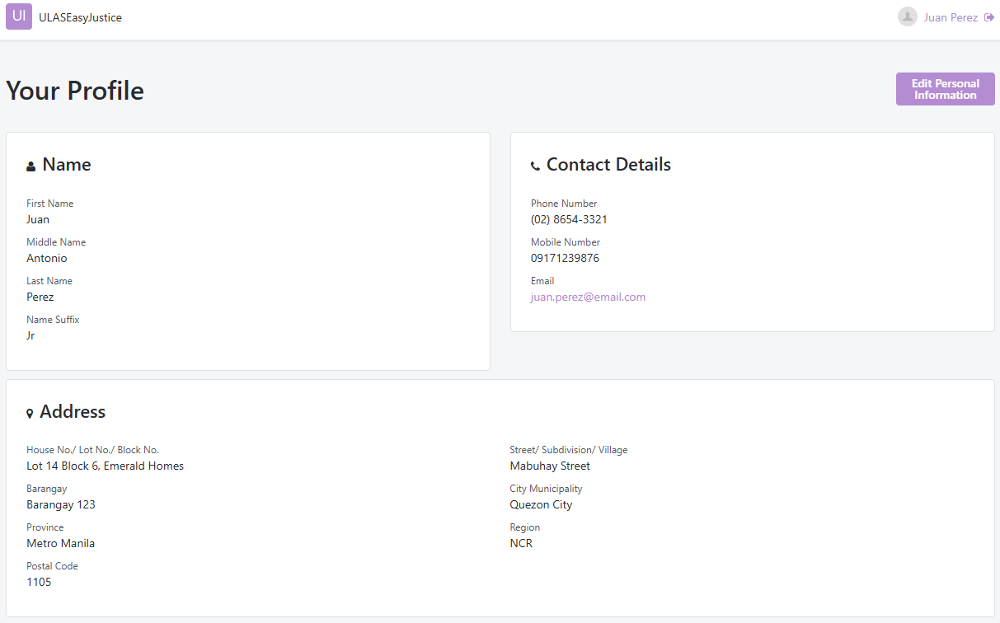 UI ULASEasyJustice
Juan Perez
Your Profile
Edit Personal
Information
Name
First Name
Juan
Middle Name
Antonio
Last Name
Perez
Name Suffix
Jr
Contact Details
Phone Number
(02) 8654-3321
Mobile Number
09171239876
Email
juan.perez@email.com
Address
House No./ Lot No./ Block No.
Lot 14 Block 6, Emerald Homes
Street/ Subdivision/ Village
Mabuhay Street
Barangay
Barangay 123
City Municipality
Quezon City
Province
Metro Manila
Region
NCR
Postal Code
1105